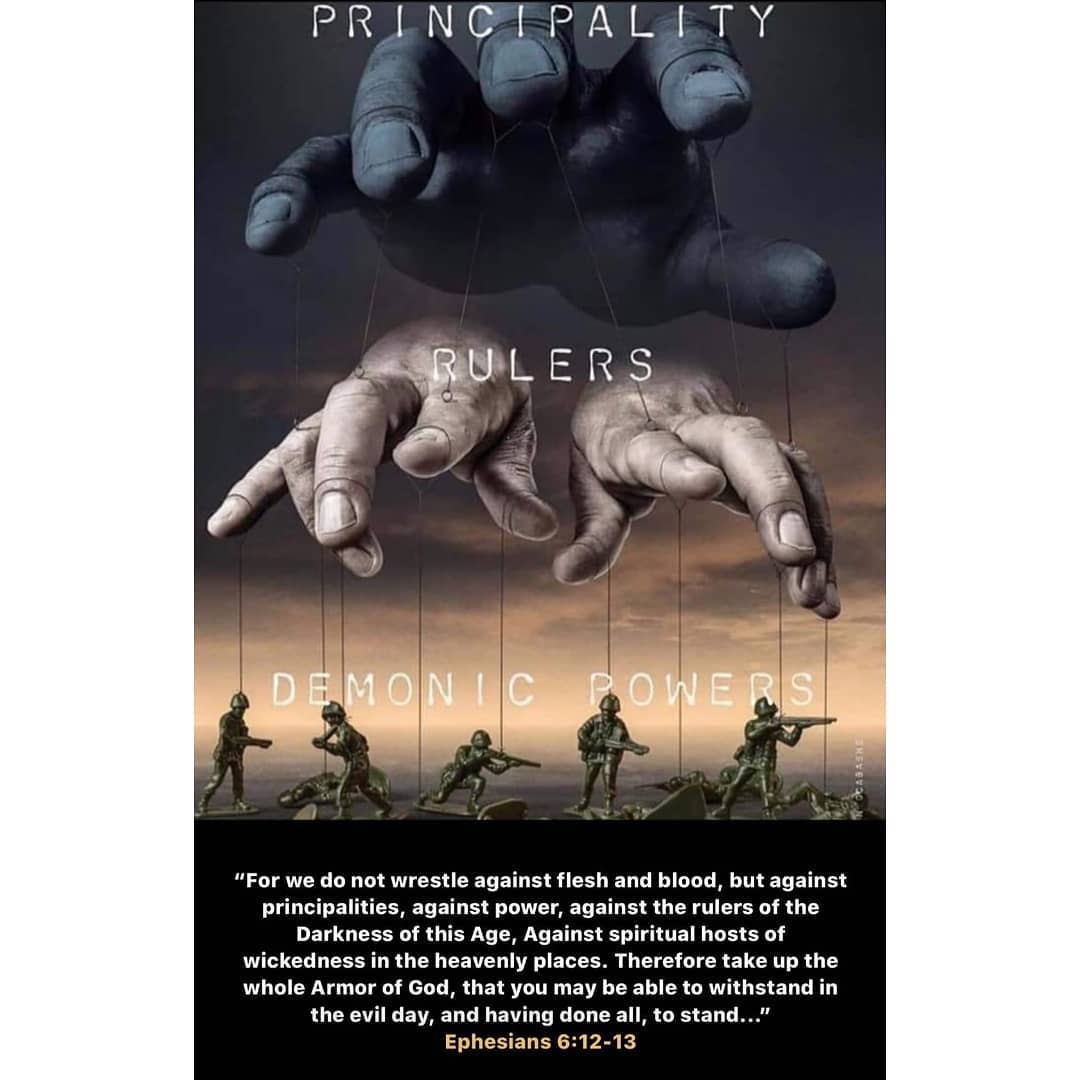 PRINCIPALITY
RULERS
DEMONIC POWERS
“For we do not wrestle against flesh and blood, but against
principalities, against power, against the rulers of the
Darkness of this Age, Against spiritual hosts of
wickedness in the heavenly places. Therefore take up the
whole Armor of God, that you may be able to withstand in
the evil day, and having done all, to stand...”
Ephesians 6:12-13